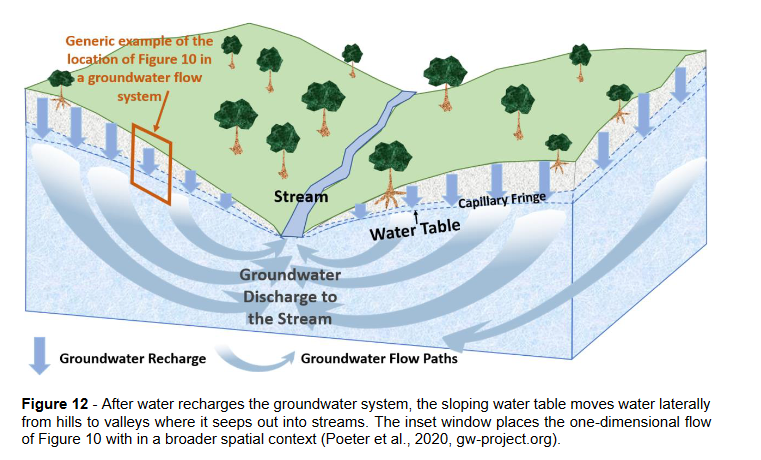 Generic example of the
location of Figure 10 in
a groundwater flow
system
Stream
Capillary Fringe
Water Table
Groundwater
Discharge to
the Stream
Groundwater Recharge
Groundwater Flow Paths
Figure 12 - After water recharges the groundwater system, the sloping water table moves water laterally
from hills to valleys where it seeps out into streams. The inset window places the one-dimensional flow
of Figure 10 with in a broader spatial context (Poeter et al., 2020, gw-project.org).